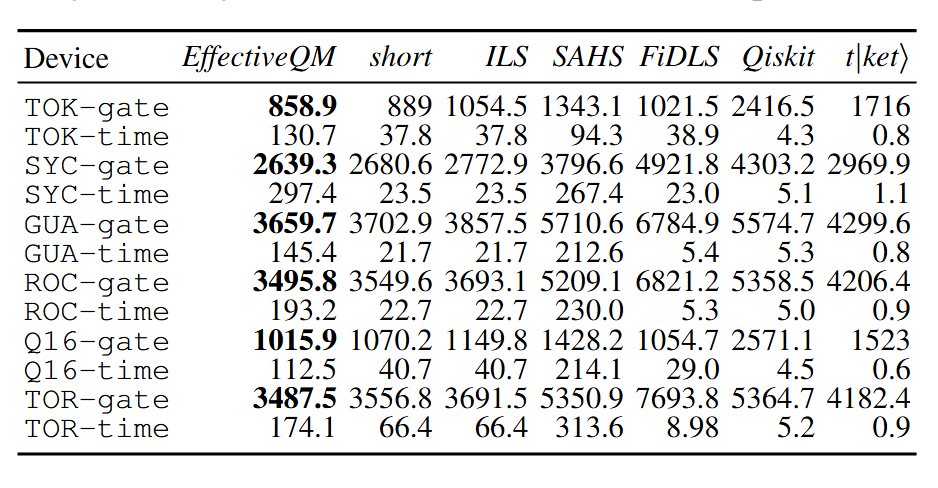 Device EffectiveQM short ILS SAHS FiDLS Qiskit t|ket⟩
TOK-gate 858.9 889 1054.5 1343.1 1021.5 2416.5 1716
TOK-time 130.7 37.8 37.8 94.3 38.9 4.3 0.8
SYC-gate 2639.3 2680.6 2772.9 3796.6 4921.8 4303.2 2969.9
SYC-time 297.4 23.5 23.5 267.4 23.0 5.1 1.1
GUA-gate 3659.7 3702.9 3857.5 5710.6 6784.9 5574.7 4299.6
GUA-time 145.4 21.7 21.7 212.6 5.4 5.3 0.8
ROC-gate 3495.8 3549.6 3693.1 5209.1 6821.2 5358.5 4206.4
ROC-time 193.2 22.7 22.7 230.0 5.3 5.0 0.9
Q16-gate 1015.9 1070.2 1149.8 1428.2 1054.7 2571.1 1523
Q16-time 112.5 40.7 40.7 214.1 29.0 4.5 0.6
TOR-gate 3487.5 3556.8 3691.5 5350.9 7693.8 5364.7 4182.4
TOR-time 174.1 66.4 66.4 313.6 8.98 5.2 0.9